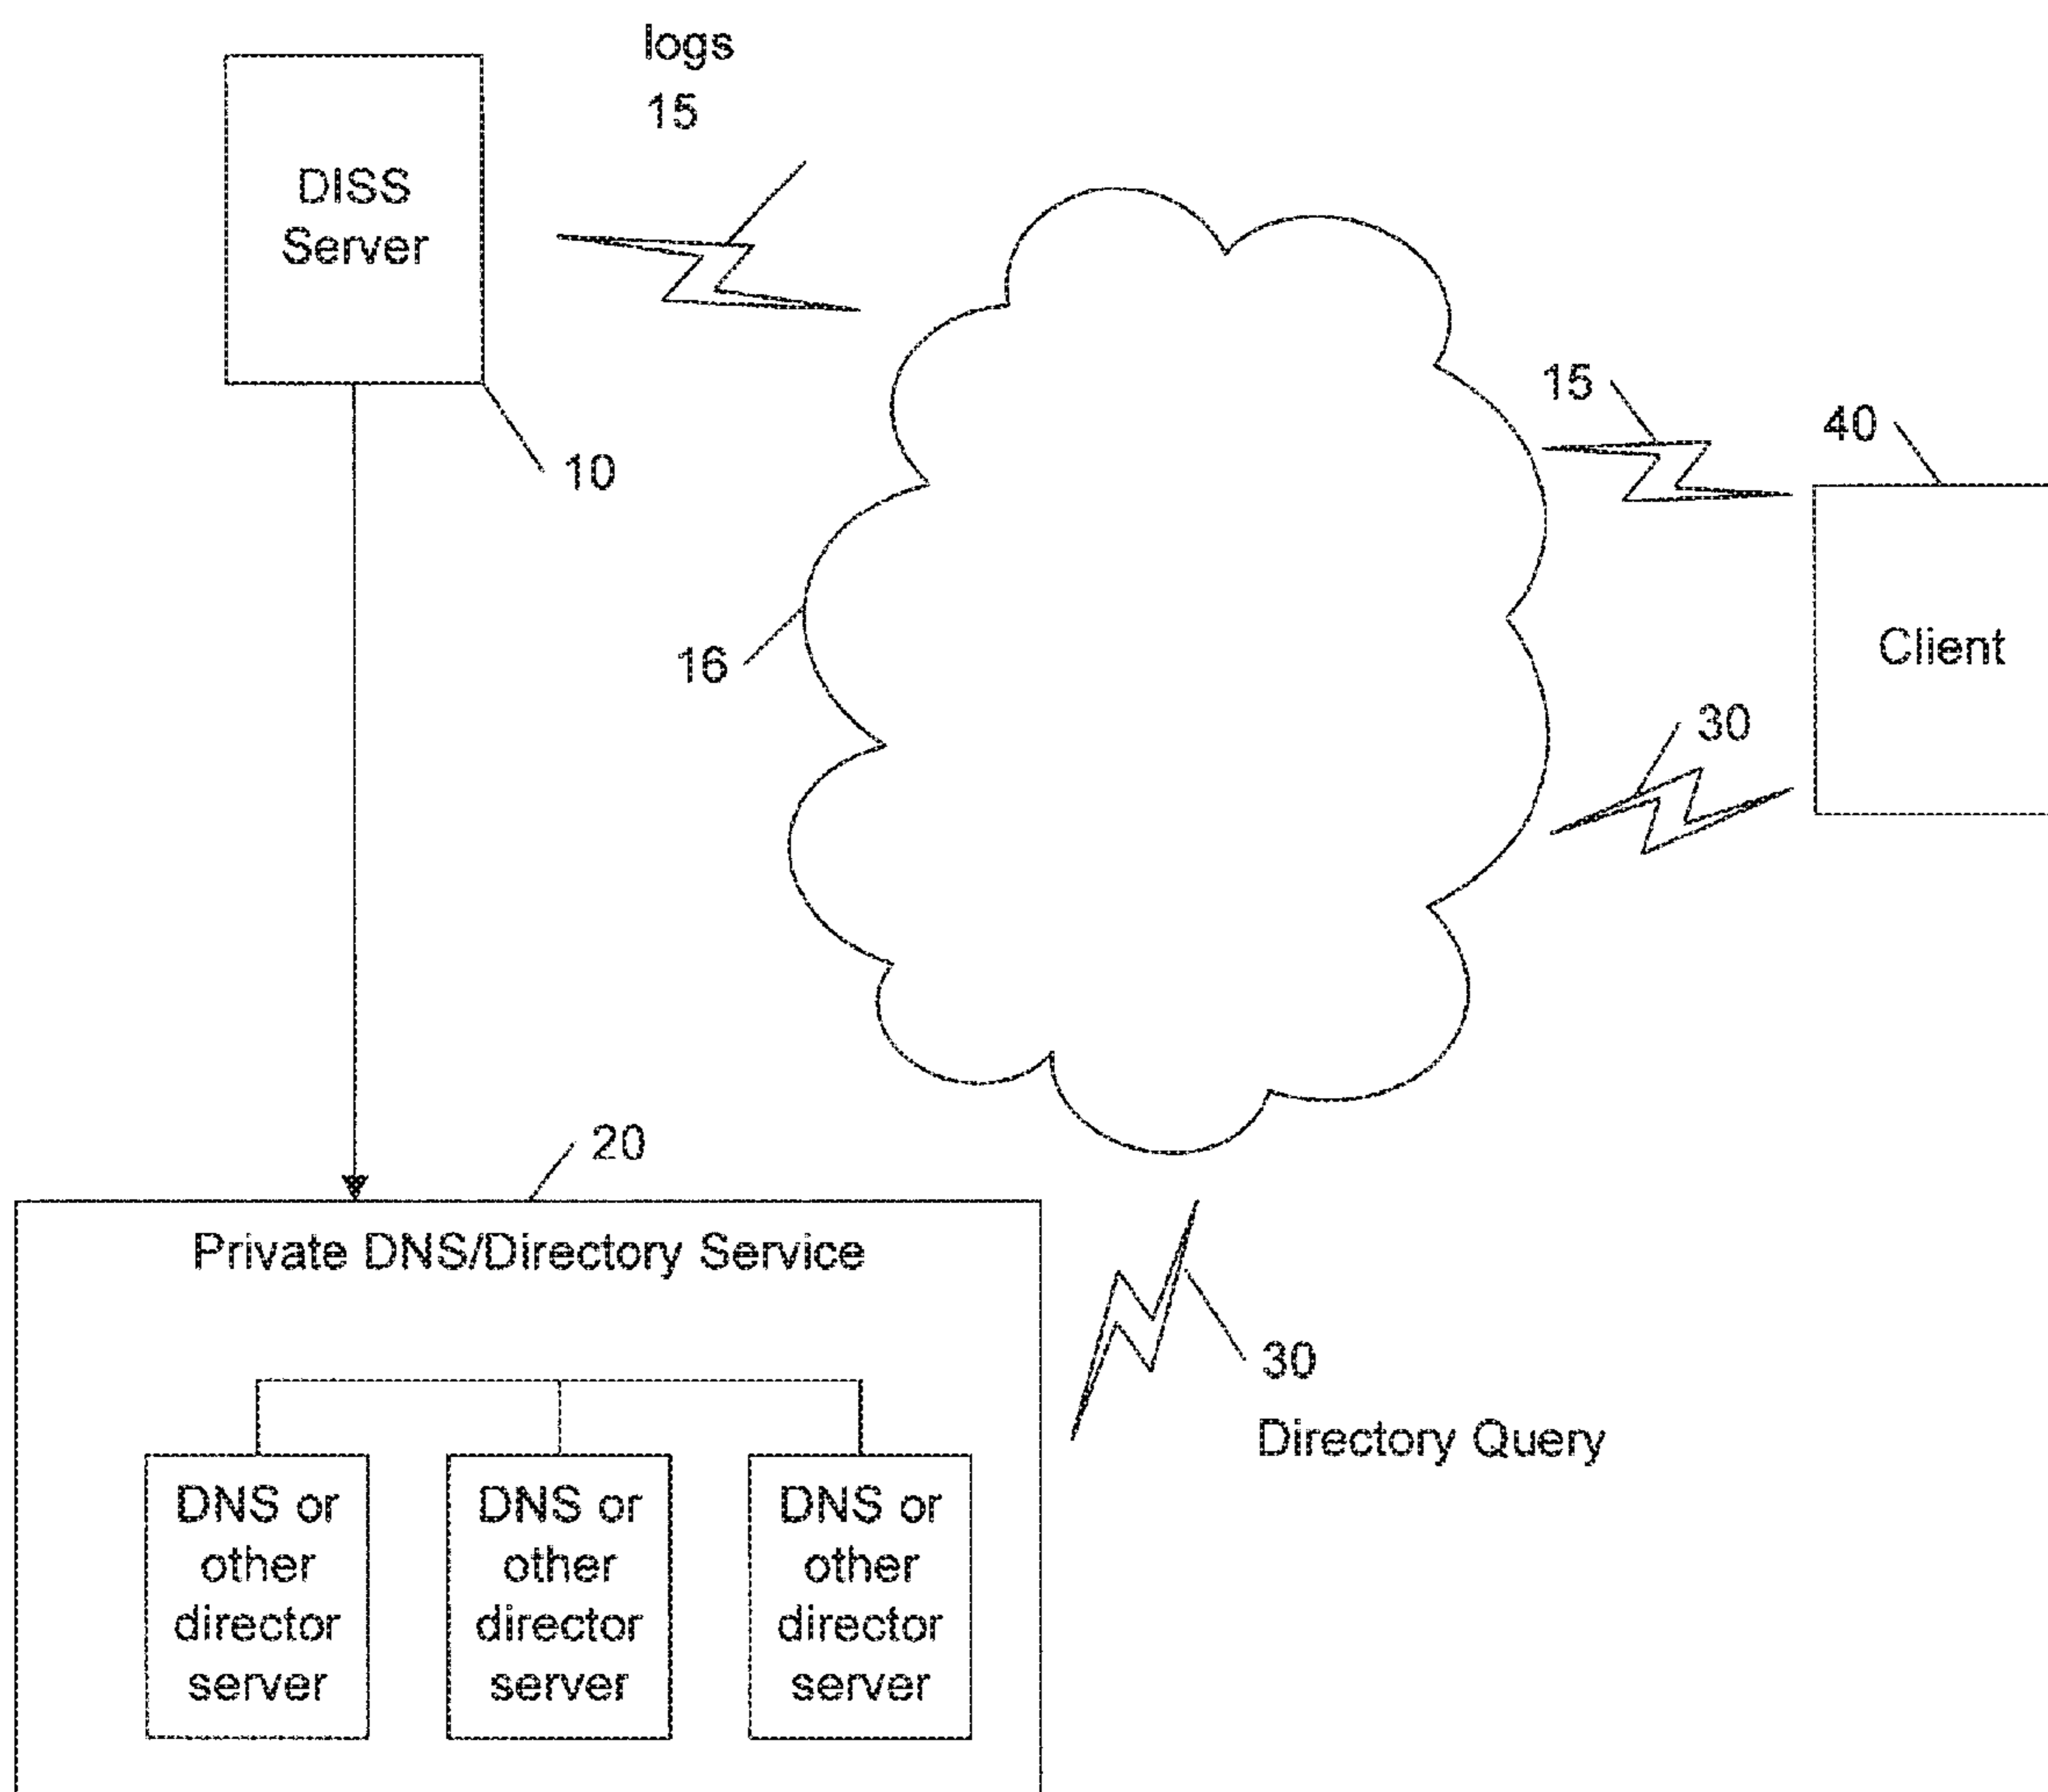 logs
15
DISS
Server
10
15
40
16
Client
30
20
Private DNS/Directory Service
30
Directory Query
DNS or
other
director
server
DNS or
other
director
server
DNS or
other
director
server